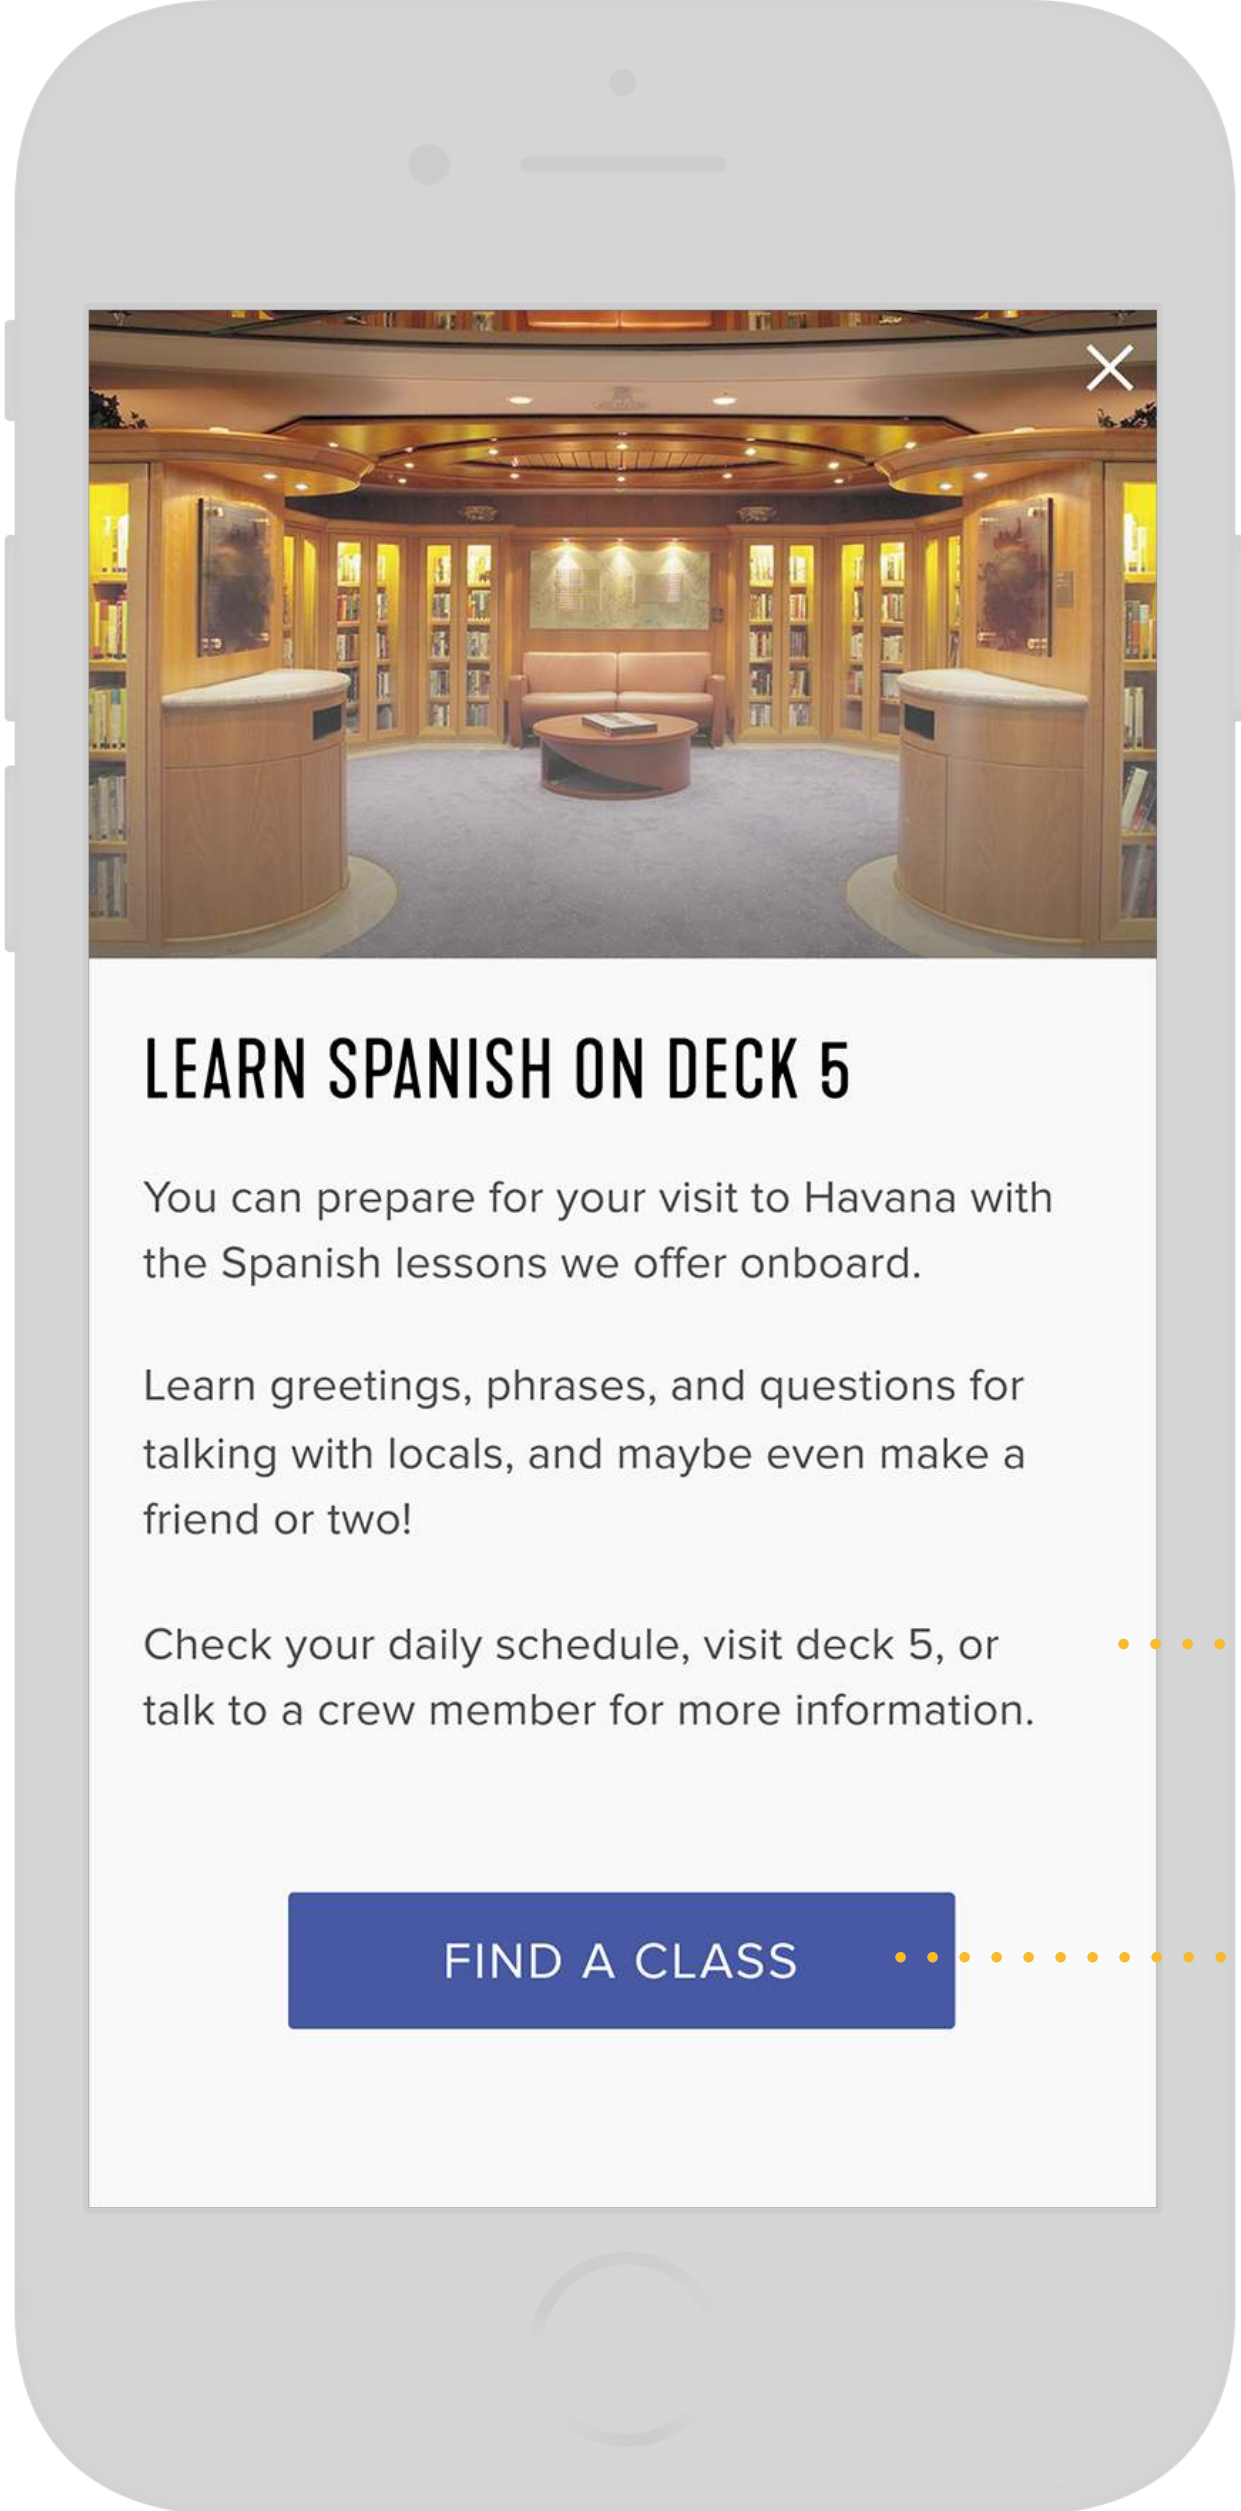 LEARN SPANISH ON DECK 5
You can prepare for your visit to Havana with
the Spanish lessons we offer onboard.
Learn greetings, phrases, and questions for
talking with locals, and maybe even make a
friend or two!
Check your daily schedule, visit deck 5, or
talk to a crew member for more information.
FIND A CLASS